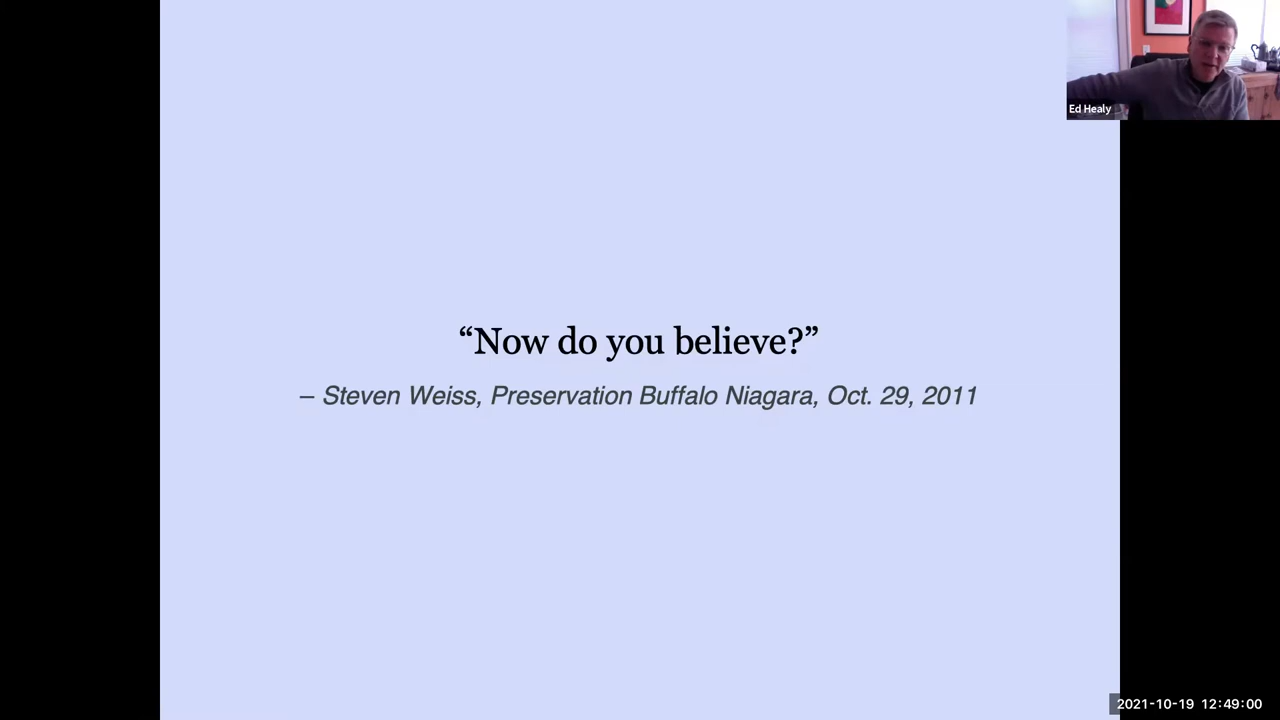 Ed Healy
“Now do you believe?”
– Steven Weiss, Preservation Buffalo Niagara, Oct. 29, 2011
2021-10-19 12:49:00